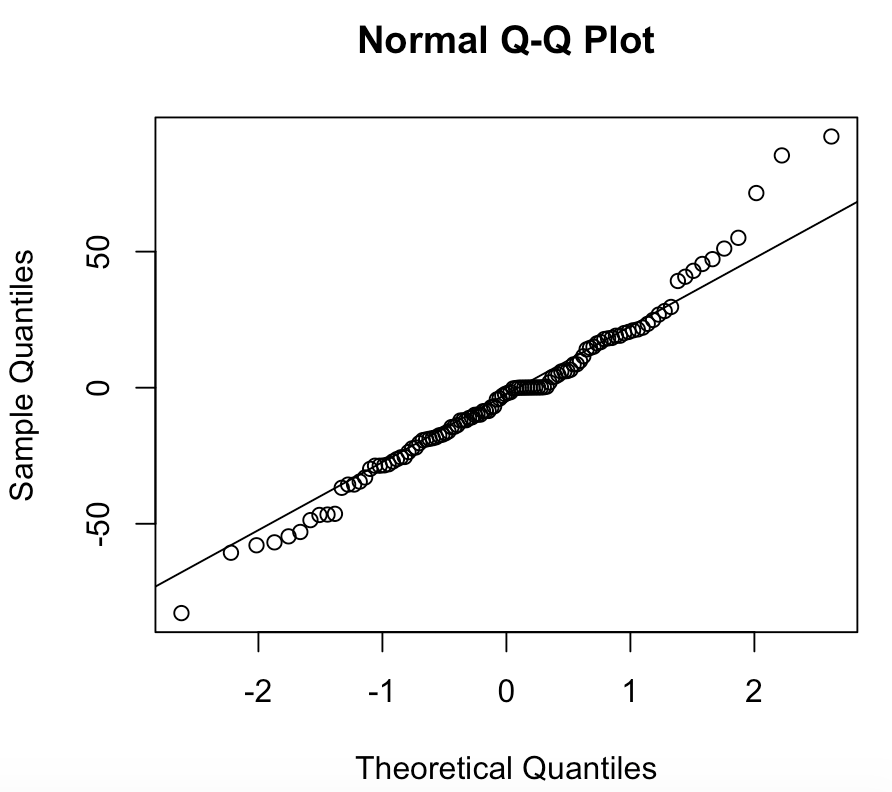 Normal Q-Q Plot
Sample Quantiles
50
0
-50
-2 -1 0 1 2
Theoretical Quantiles